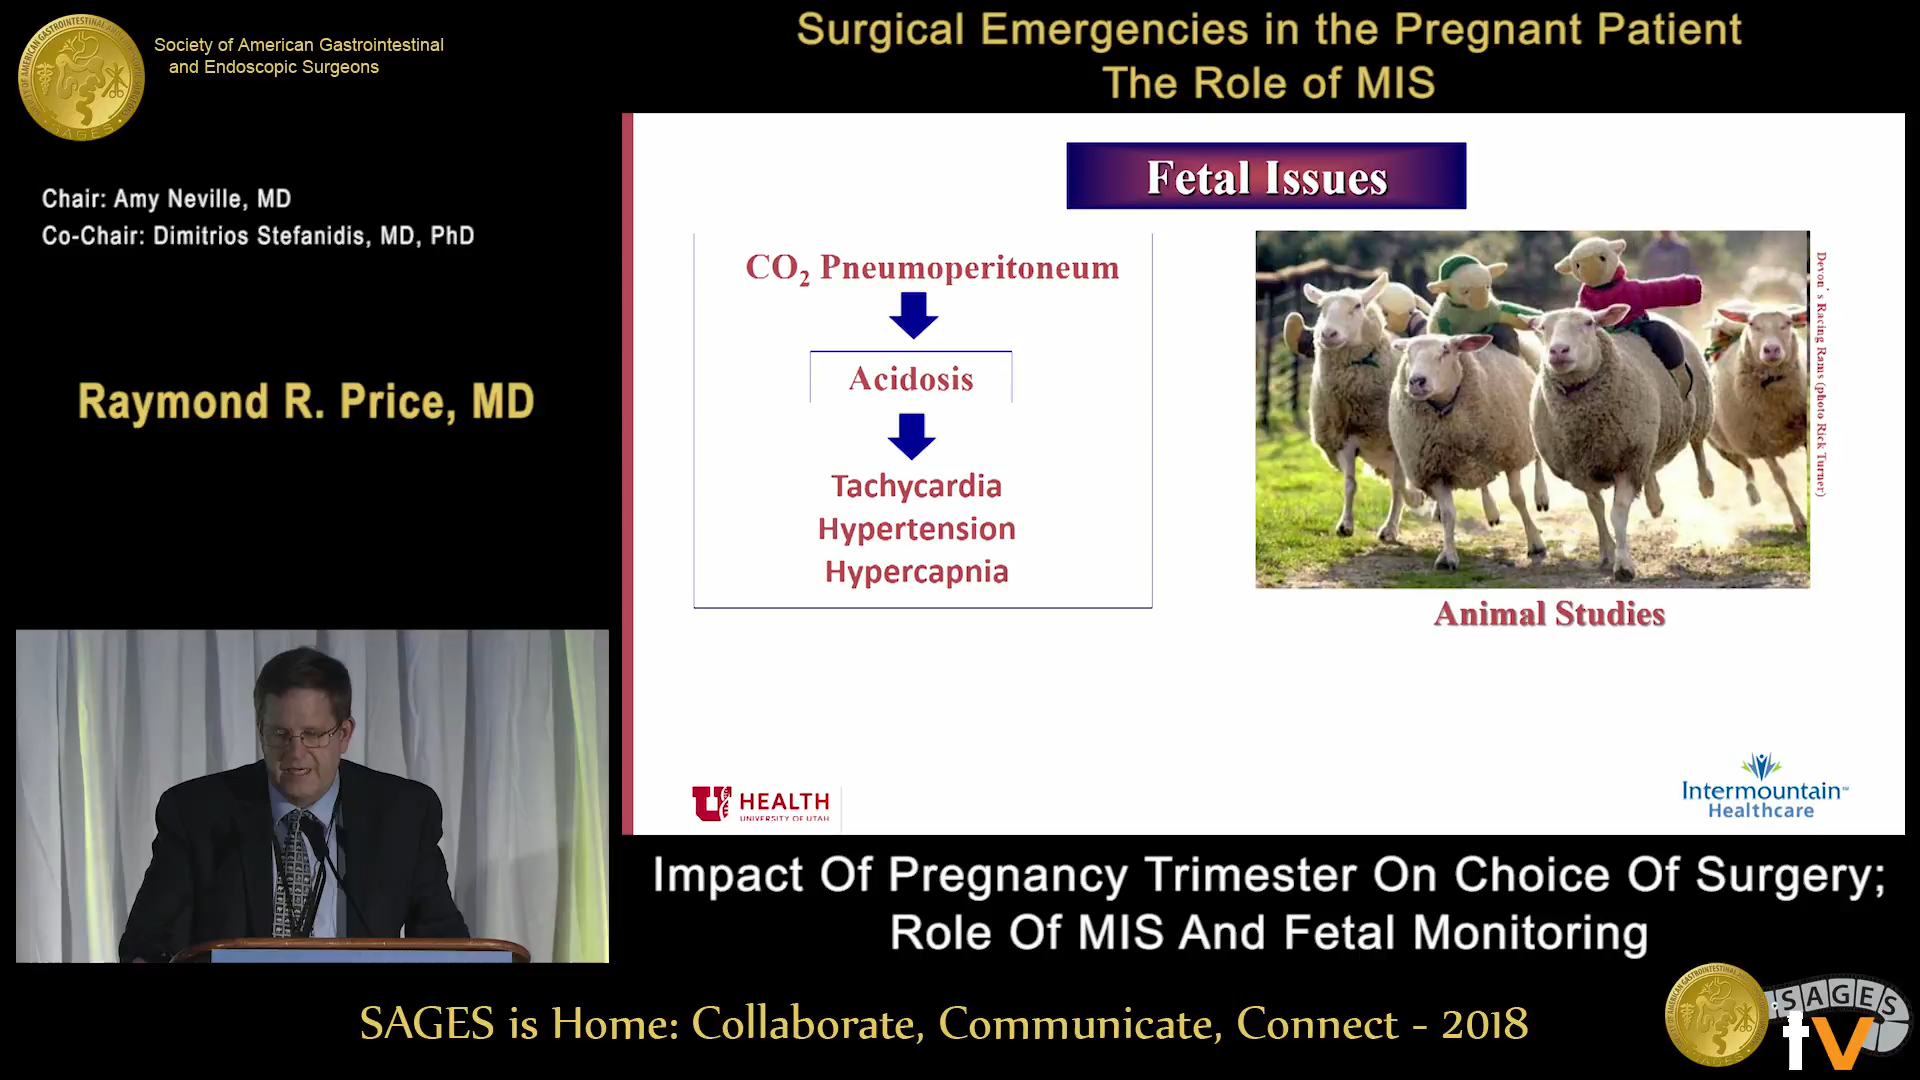 Society of American Gastrointestinal
and Endoscopic Surgeons
Surgical Emergencies in the Pregnant Patient
The Role of MIS
Chair: Amy Neville, MD
Co-Chair: Dimitrios Stefanidis, MD, PhD
Raymond R. Price, MD
Fetal Issues
CO₂ Pneumoperitoneum
Acidosis
Tachycardia
Hypertension
Hypercapnia
Devon's Racing Rams (photo Rick Turner)
Animal Studies
U HEALTH
UNIVERSITY OF UTAH
Intermountain™
Healthcare
Impact Of Pregnancy Trimester On Choice Of Surgery;
Role Of MIS And Fetal Monitoring
SAGES is Home: Collaborate, Communicate, Connect - 2018
SAGES
tv